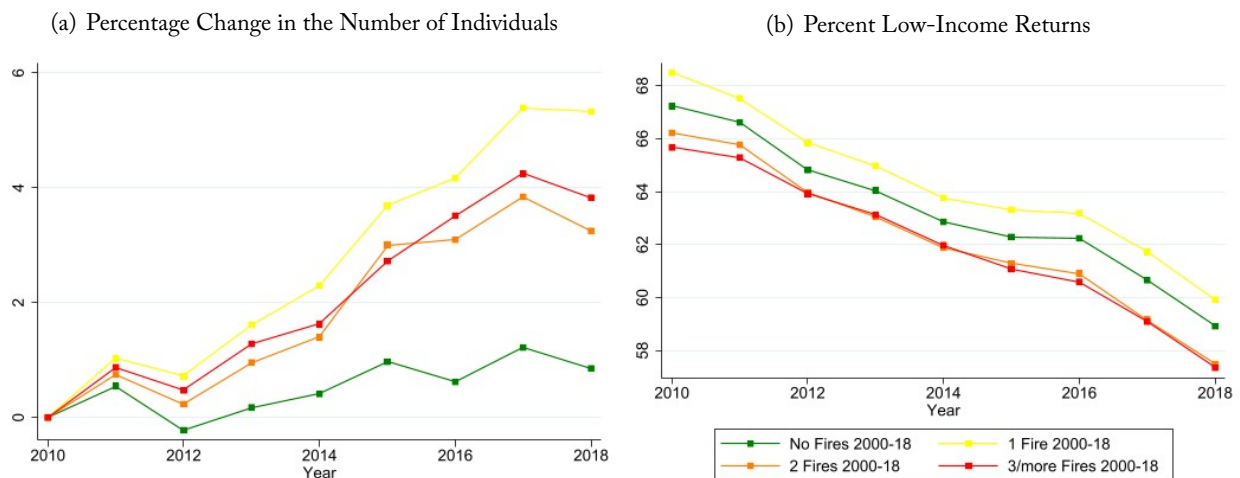 (a) Percentage Change in the Number of Individuals
6
4
2
0
2010 2012 2014 2016 2018
Year
(b) Percent Low-Income Returns
68
66
64
62
60
58
2010 2012 2014 2016 2018
Year
No Fires 2000-18 1 Fire 2000-18
2 Fires 2000-18 3/more Fires 2000-18